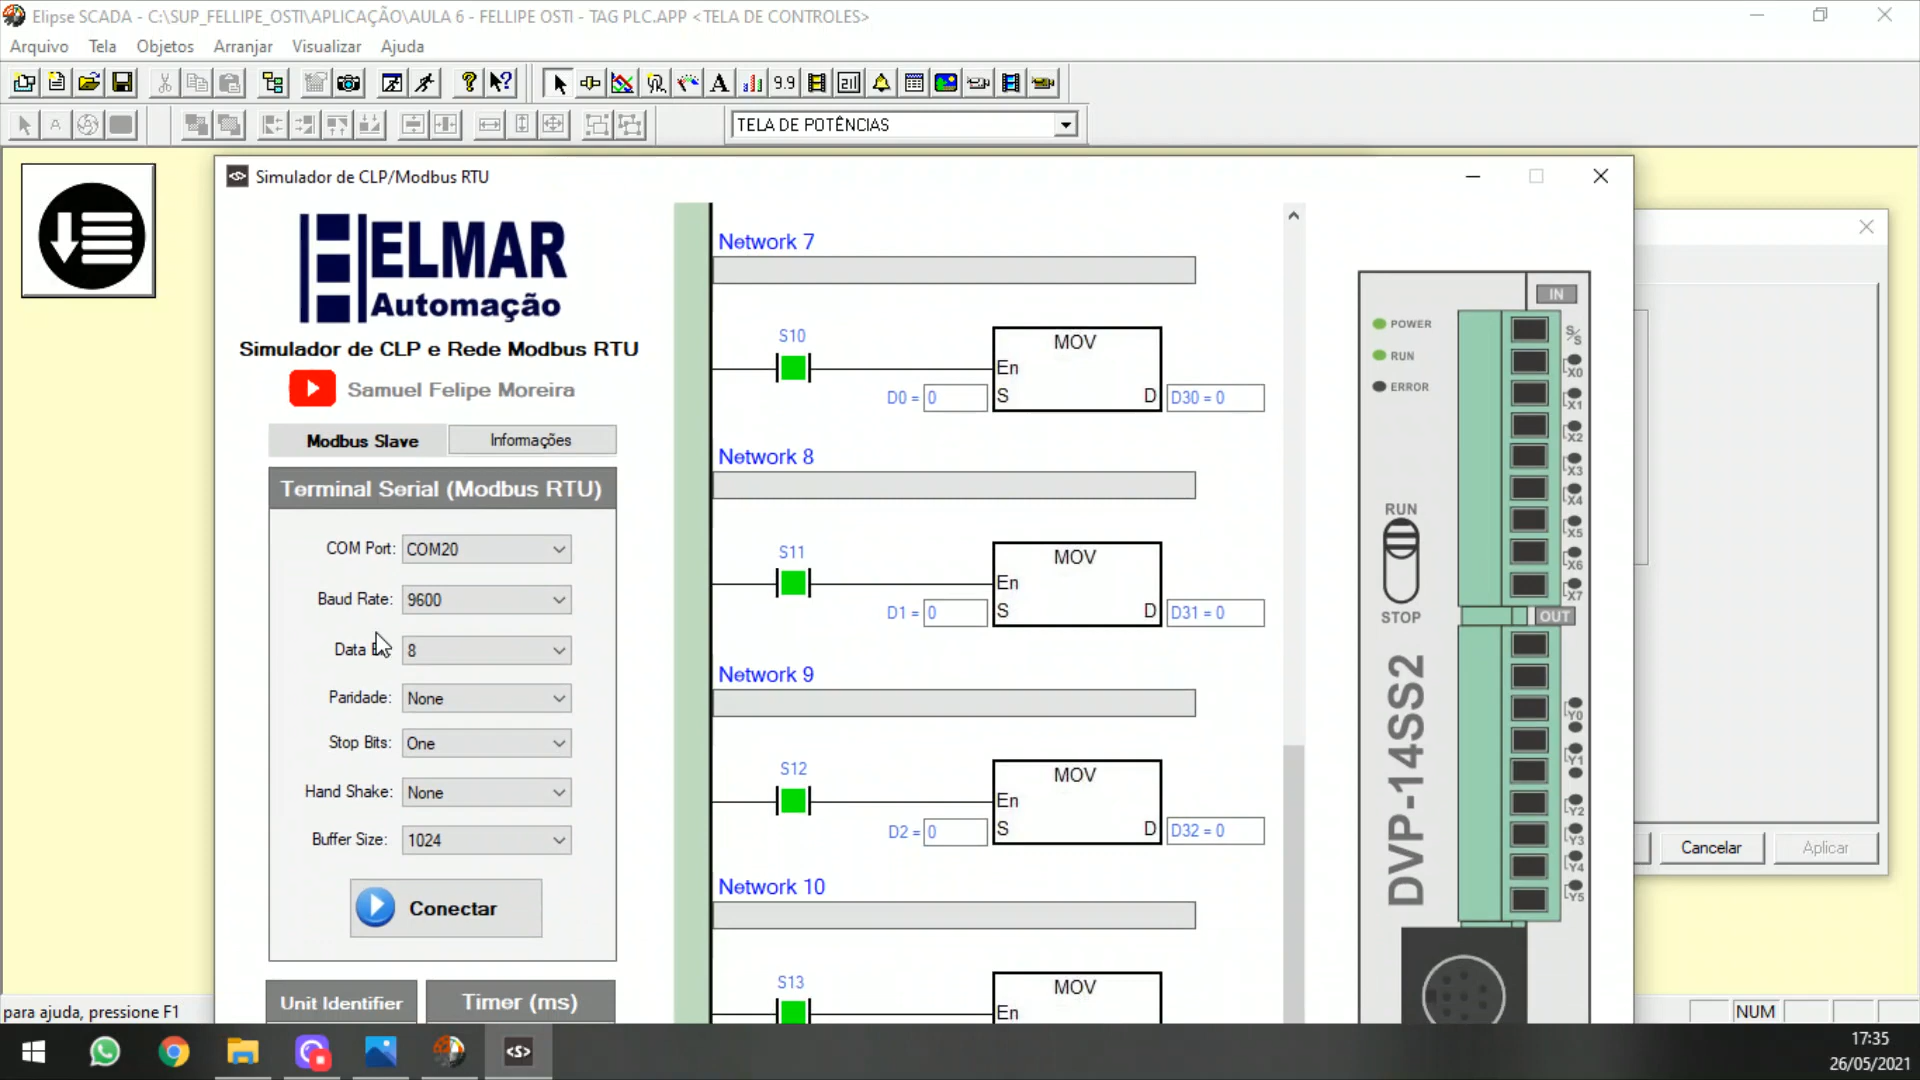 Elipse SCADA - C:\SUP_FELLIPE_OSTI\APLICAÇÃO\AULA 6 - FELLIPE OSTI - TAG PLC.APP <TELA DE CONTROLES>
Arquivo Tela Objetos Arranjar Visualizar Ajuda
TELA DE POTÊNCIAS
Simulador de CLP/Modbus RTU
ELMAR
Automação
Simulador de CLP e Rede Modbus RTU
Samuel Felipe Moreira
Modbus Slave Informações
Terminal Serial (Modbus RTU)
COM Port: COM20
Baud Rate: 9600
Data 8
Paridade: None
Stop Bits: One
Hand Shake: None
Buffer Size: 1024
Conectar
Unit Identifier Timer (ms)
Network 7
S10
MOV
En
D0 = 0 S D D30 = 0
Network 8
S11
MOV
En
D1 = 0 S D D31 = 0
Network 9
S12
MOV
En
D2 = 0 S D D32 = 0
Network 10
S13
MOV
En
IN
POWER
RUN
ERROR
S/S
X0
X1
X2
X3
X4
X5
X6
X7
RUN
STOP
OUT
DVP-14SS2
Y0
Y1
Y2
Y3
Y4
Y5
Cancelar Aplicar
para ajuda, pressione F1 NUM
17:35
26/05/2021